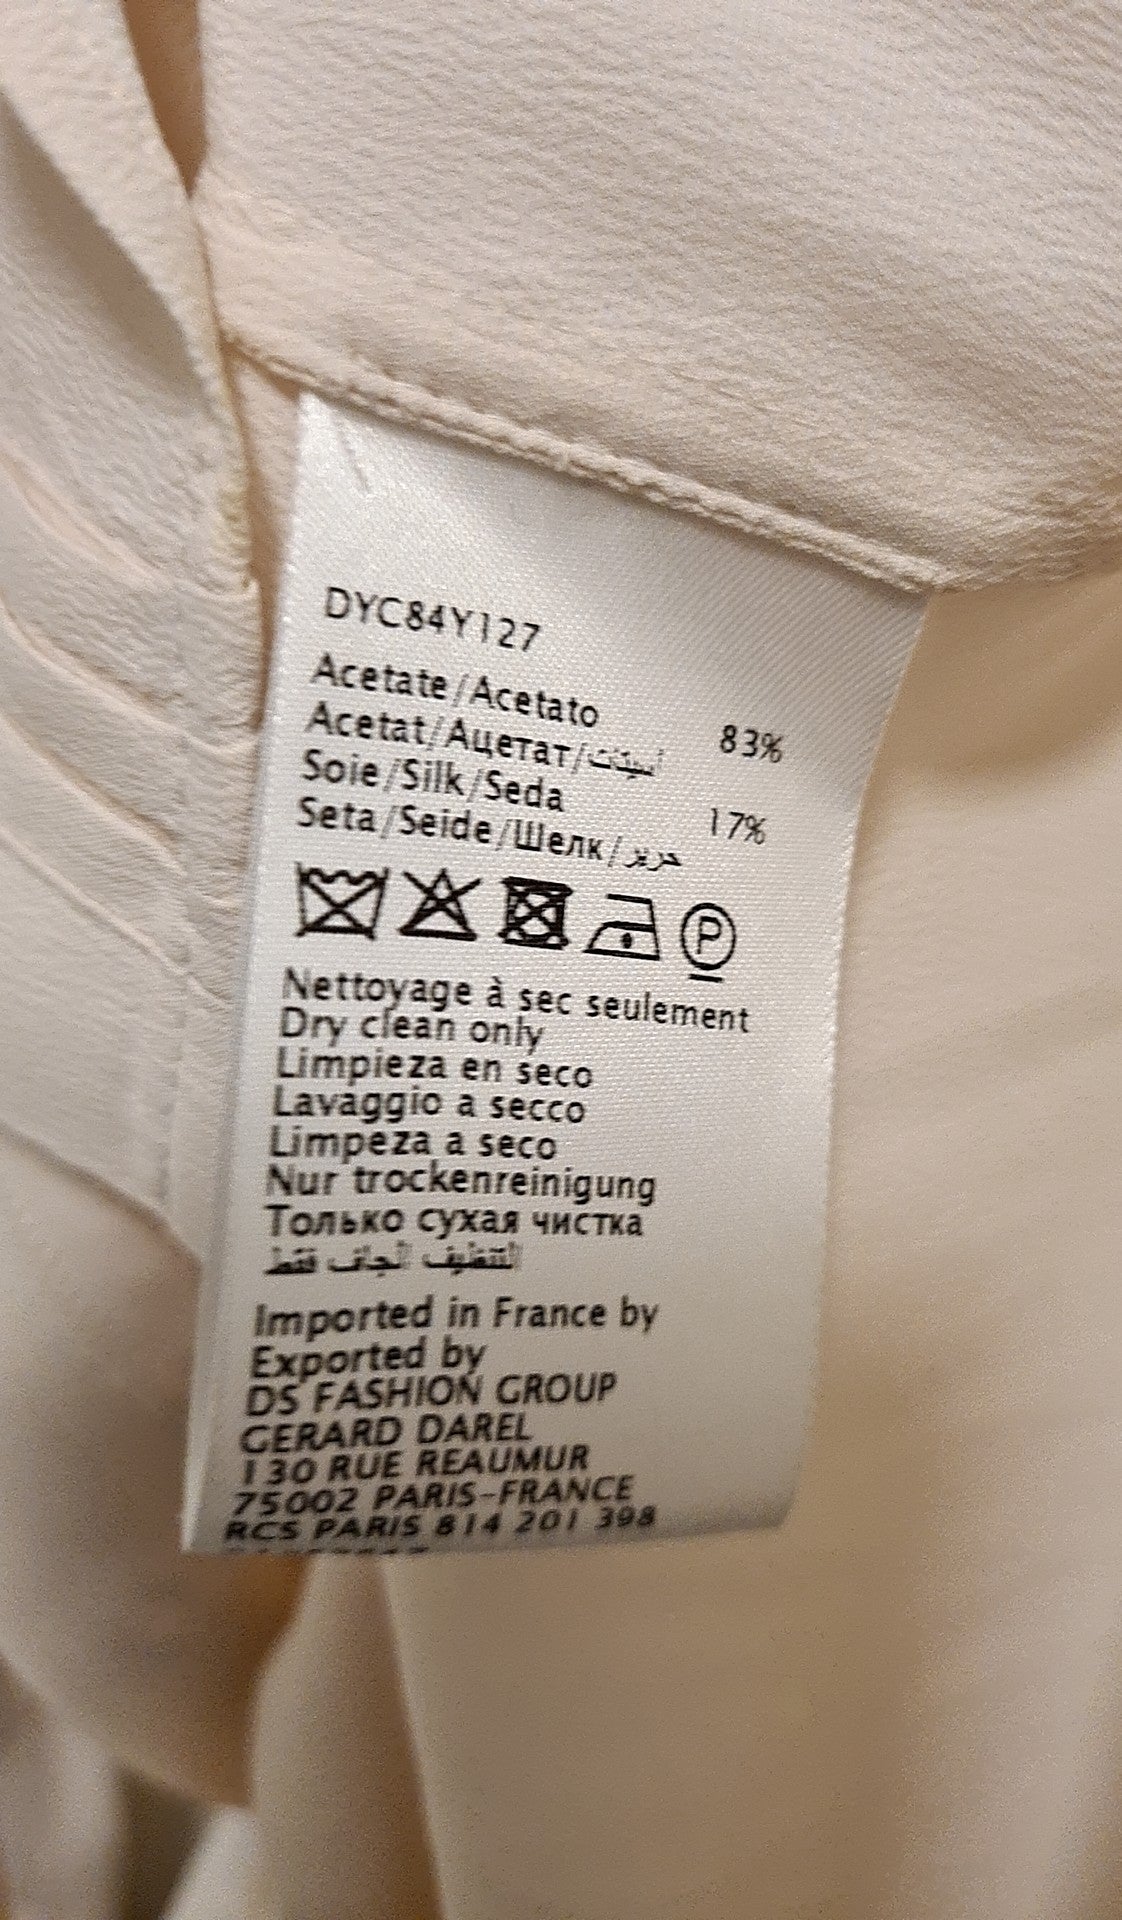 DYC84Y127
Acetate/Acetato 83%
Acetat/Ацетат/أسيتات
Soie/Silk/Seda 17%
Seta/Seide/Шелк/حرير
P
Nettoyage à sec seulement
Dry clean only
Limpieza en seco
Lavaggio a secco
Limpeza a seco
Nur trockenreinigung
Только сухая чистка
التنظيف الجاف فقط
Imported in France by
Exported by
DS FASHION GROUP
GERARD DAREL
130 RUE REAUMUR
75002 PARIS-FRANCE
RCS PARIS 814 201 398